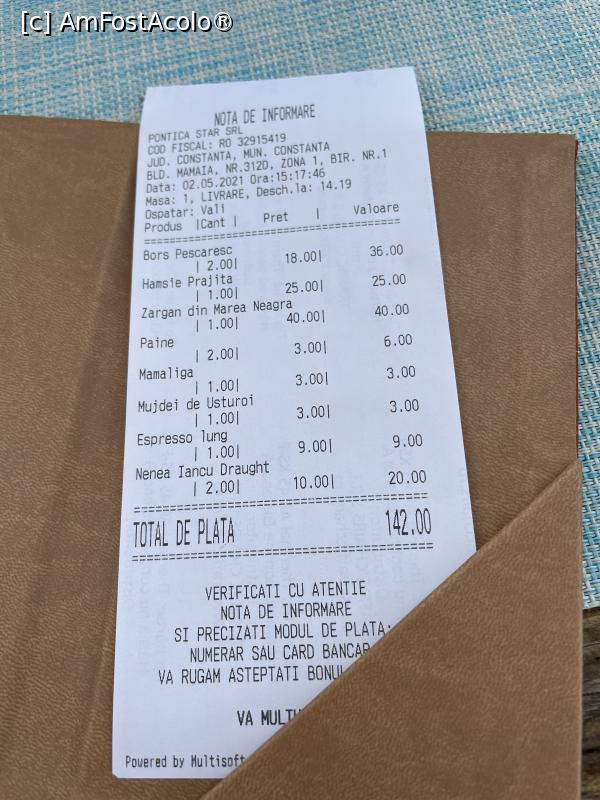 [c] AmFostAcolo®
NOTA DE INFORMARE
PONTICA STAR SRL
COD FISCAL: RO 32915419
JUD. CONSTANTA, MUN. CONSTANTA
BLD. MAMAIA, NR.312D, ZONA 1, BIR. NR.1
Data: 02.05.2021 Ora:15:17:46
Masa: 1, LIVRARE, Desch.la: 14.19
Ospatar: Vali
Produs |Cant | Pret | Valoare
Bors Pescaresc
| 2.00| 18.00| 36.00
Hamsie Prajita
| 1.00| 25.00| 25.00
Zargan din Marea Neagra
| 1.00| 40.00| 40.00
Paine
| 2.00| 3.00| 6.00
Mamaliga
| 1.00| 3.00| 3.00
Mujdei de Usturoi
| 1.00| 3.00| 3.00
Espresso lung
| 1.00| 9.00| 9.00
Nenea Iancu Draught
| 2.00| 10.00| 20.00
TOTAL DE PLATA 142.00
VERIFICATI CU ATENTIE
NOTA DE INFORMARE
SI PRECIZATI MODUL DE PLATA:
NUMERAR SAU CARD BANCAR
VA RUGAM ASTEPTATI BONUL
VA MULTU
Powered by Multisoft